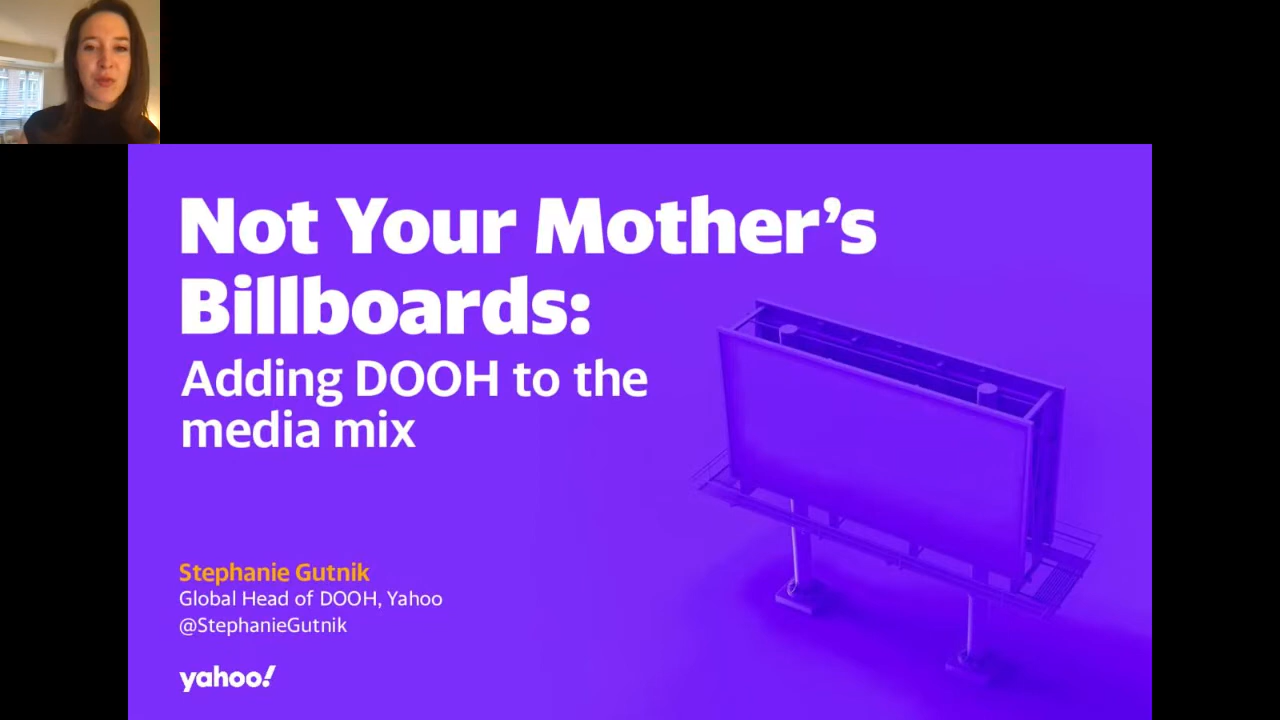 Not Your Mother’s
Billboards:
Adding DOOH to the
media mix
Stephanie Gutnik
Global Head of DOOH, Yahoo
@StephanieGutnik
yahoo!